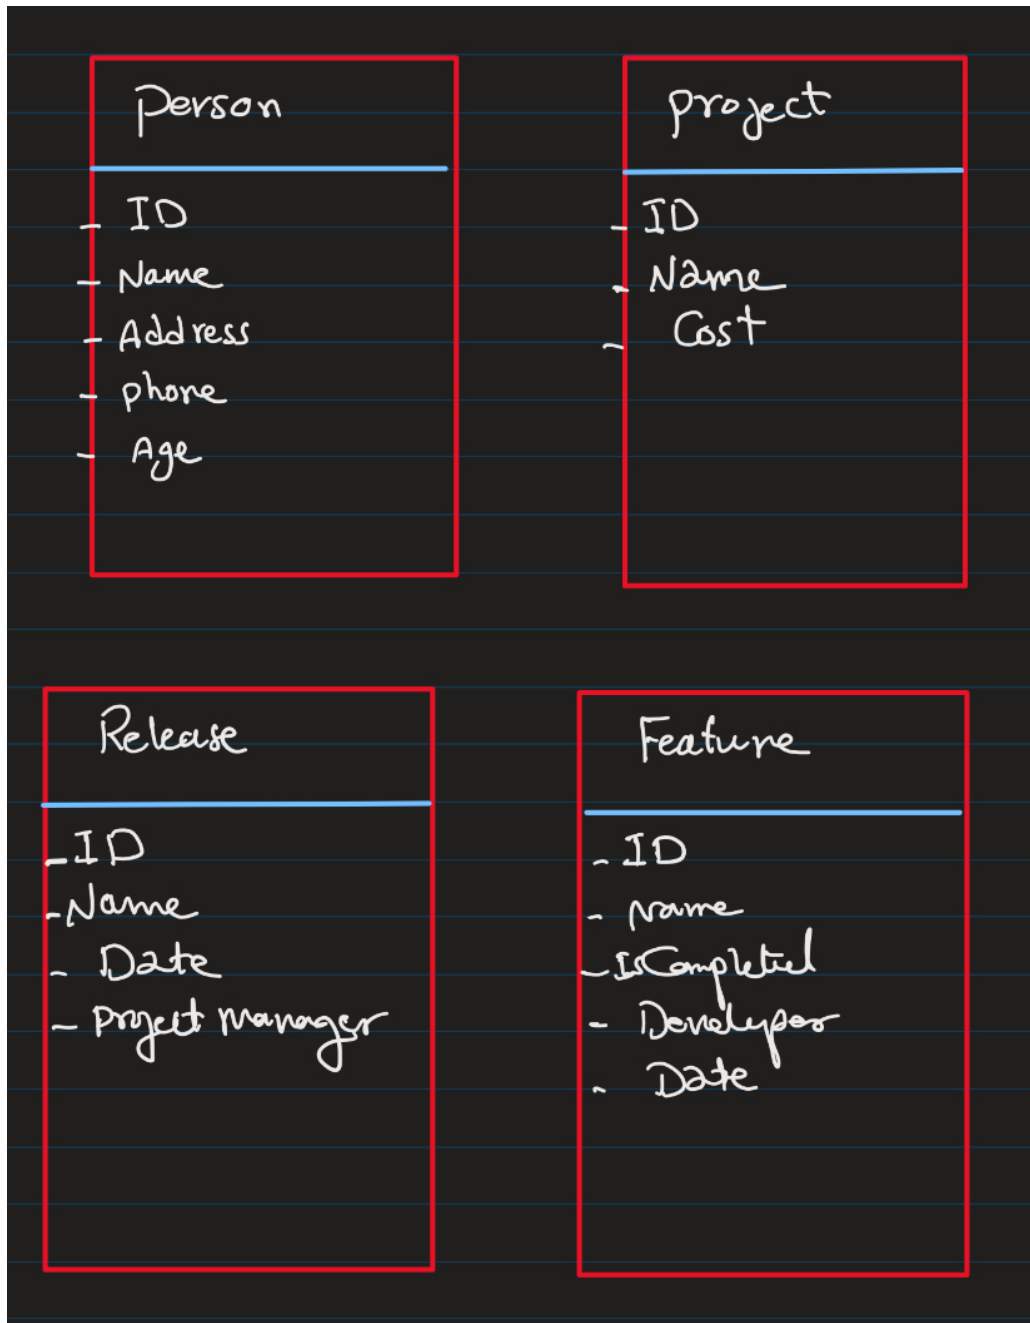 Person
- ID
- Name
- Address
- phone
- Age
project
- ID
- Name
- Cost
Release
- ID
- Name
- Date
- Project Manager
Feature
- ID
- Name
- IsCompleted
- Developer
- Date